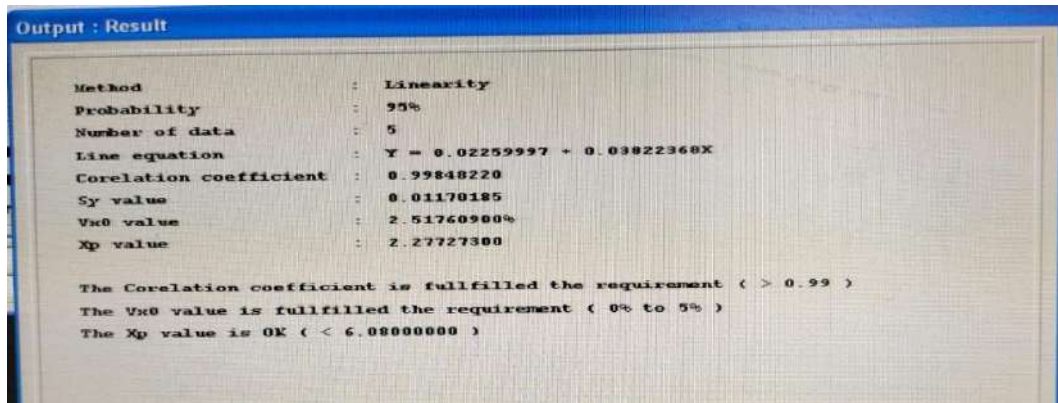 Output : Result
Method : Linearity
Probability : 95%
Number of data : 5
Line equation : Y = 0.02259997 + 0.03822368X
Corelation coefficient : 0.99848220
Sy value : 0.01170185
Vx0 value : 2.51760900%
Xp value : 2.27727300
The Corelation coefficient is fullfilled the requirement ( > 0.99 )
The Vx0 value is fullfilled the requirement ( 0% to 5% )
The Xp value is OK ( < 6.08000000 )